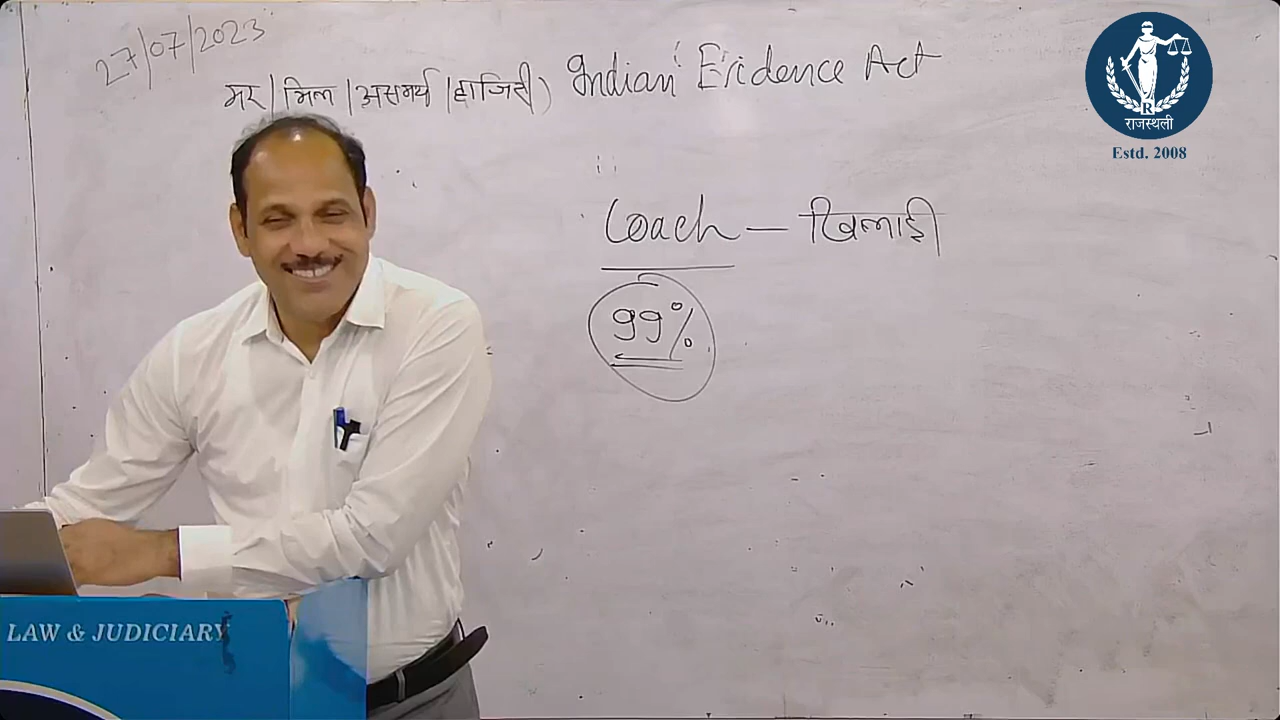 27/07/2023
मर / मिल / असमर्थ / हाजिरी) Indian Evidence Act
राजस्थली
Estd. 2008
Coach – खिलाड़ी
99%
LAW & JUDICIARY